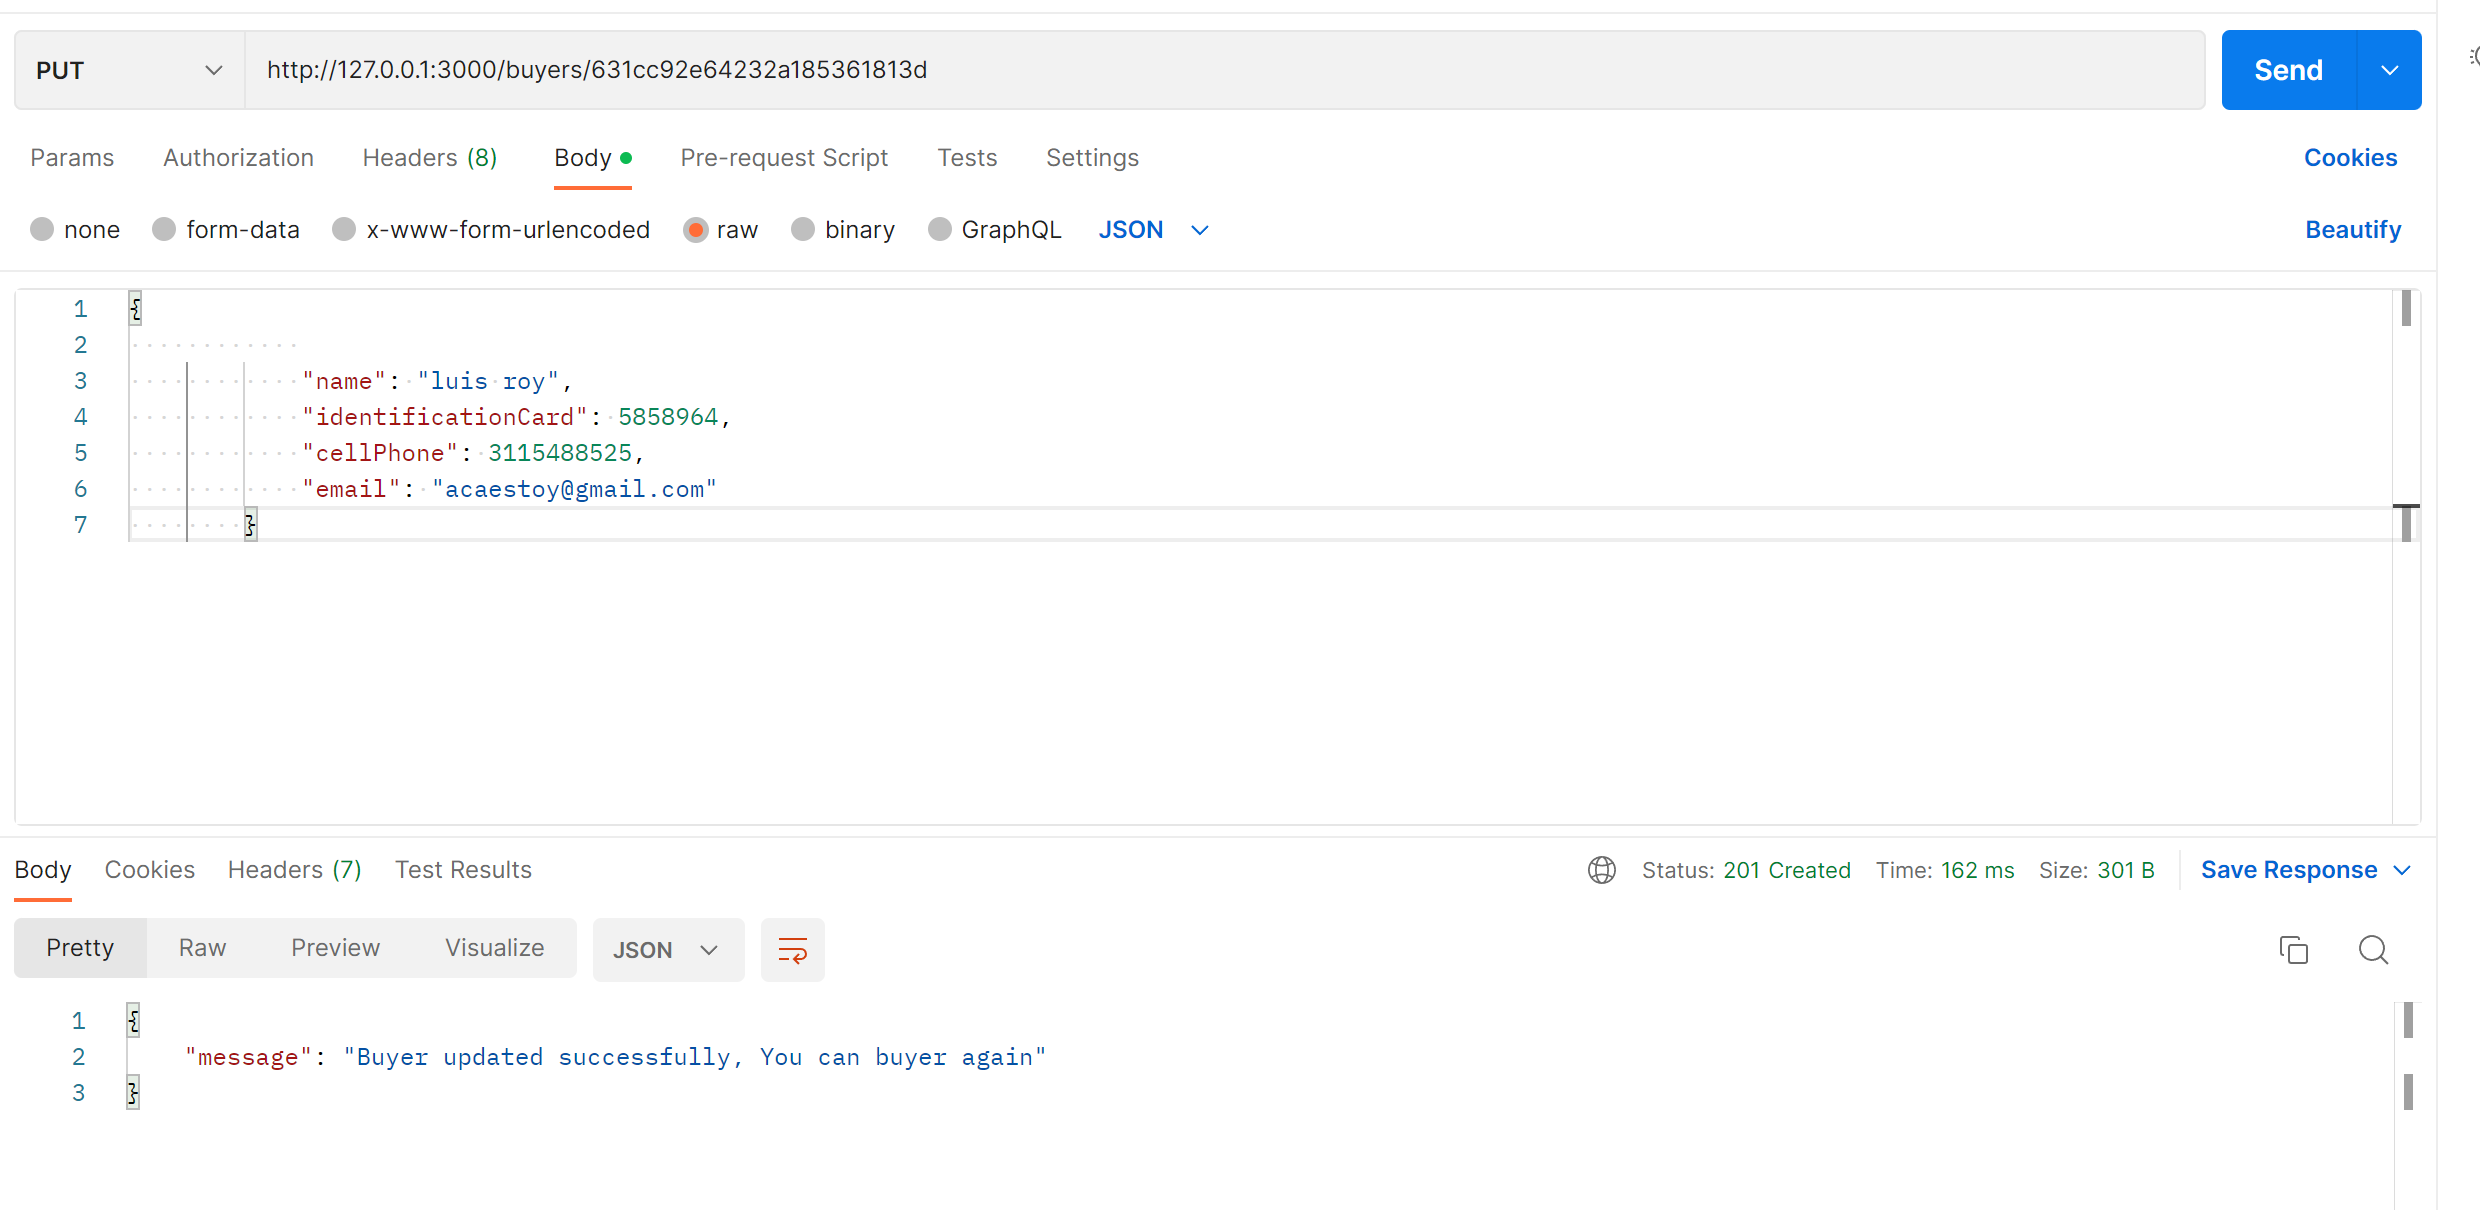 PUT http://127.0.0.1:3000/buyers/631cc92e64232a185361813d Send
Params Authorization Headers (8) Body Pre-request Script Tests Settings Cookies
none form-data x-www-form-urlencoded raw binary GraphQL JSON Beautify
1 {
2
3 "name": "luis roy",
4 "identificationCard": 5858964,
5 "cellPhone": 3115488525,
6 "email": "acaestoy@gmail.com"
7 }
Body Cookies Headers (7) Test Results Status: 201 Created Time: 162 ms Size: 301 B Save Response
Pretty Raw Preview Visualize JSON
1 {
2 "message": "Buyer updated successfully, You can buyer again"
3 }